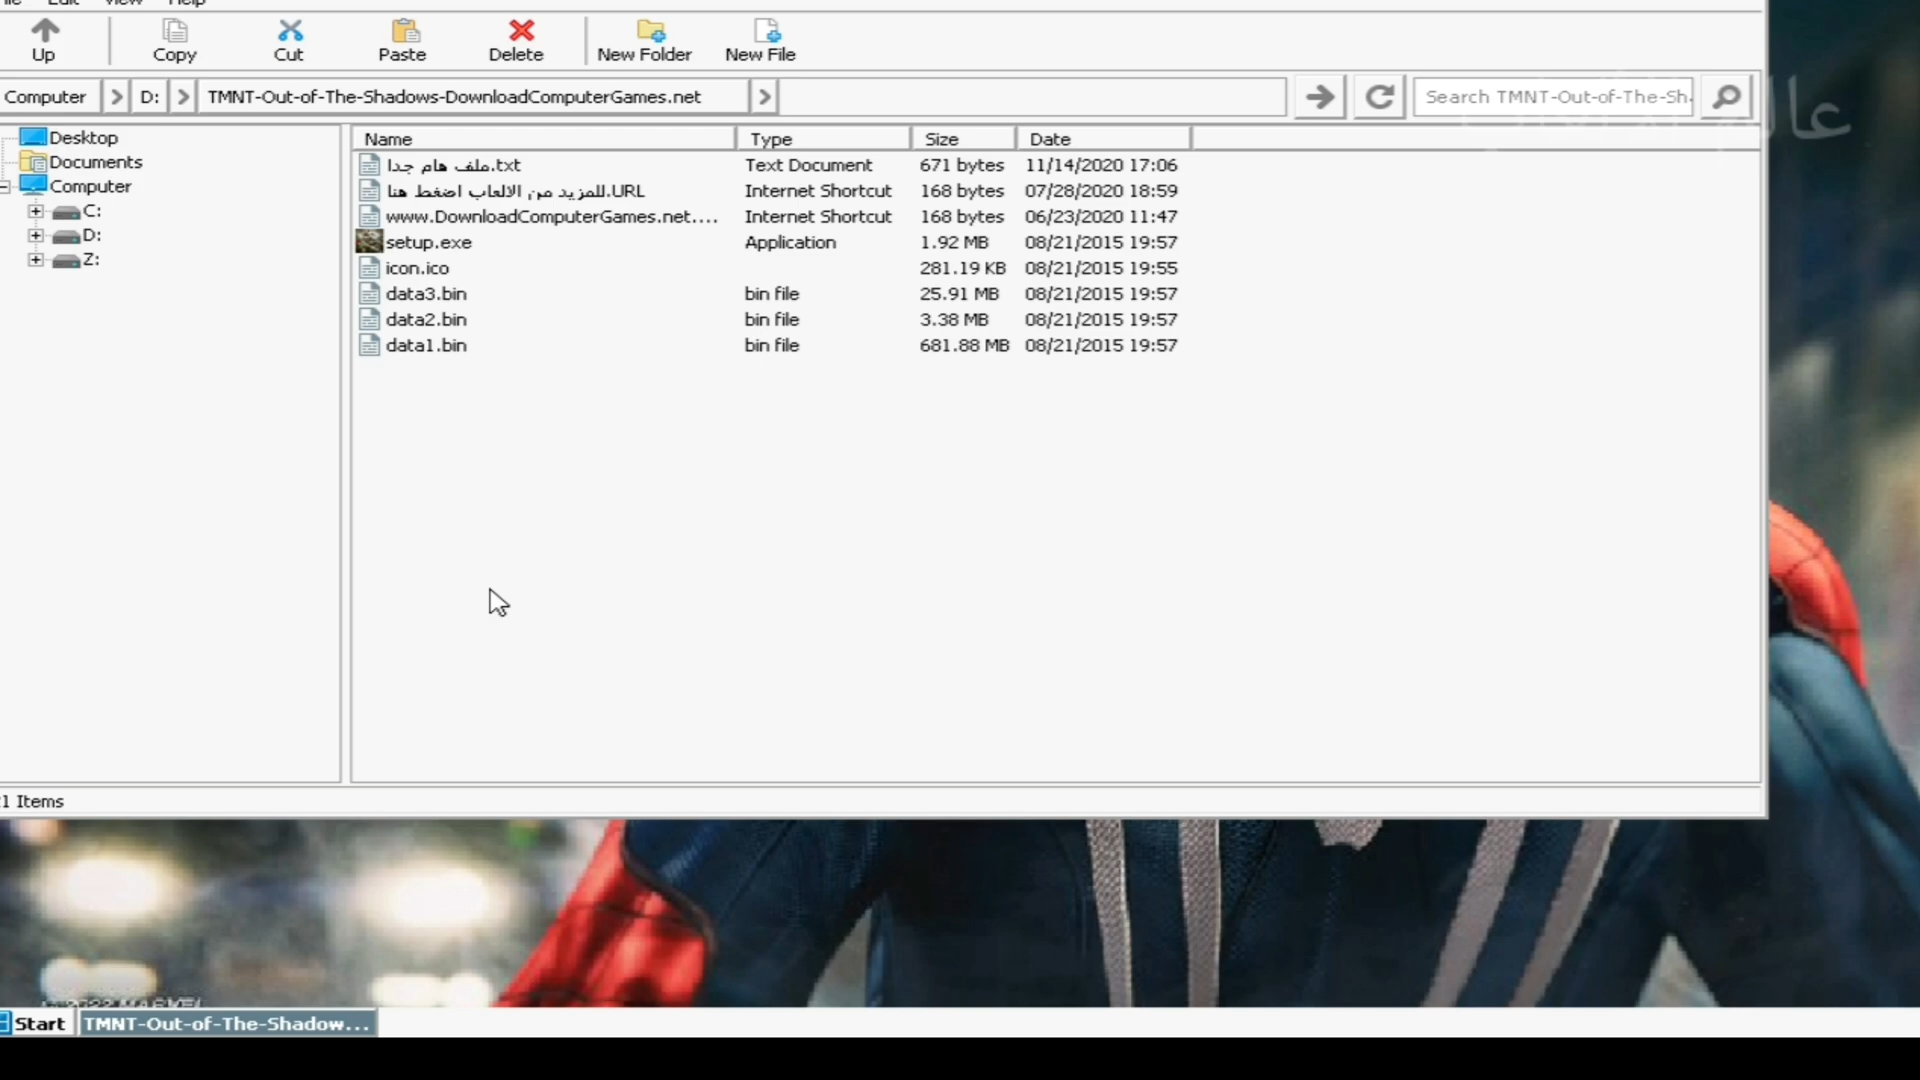 Edit View Help
Up Copy Cut Paste Delete New Folder New File
Computer D: TMNT-Out-of-The-Shadows-DownloadComputerGames.net Search TMNT-Out-of-The-Sh
عالم
Desktop
Documents
Computer
C:
D:
Z:
Name Type Size Date
ملف هام جدا.txt Text Document 671 bytes 11/14/2020 17:06
للمزيد من الالعاب اضغط هنا.URL Internet Shortcut 168 bytes 07/28/2020 18:59
www.DownloadComputerGames.net.... Internet Shortcut 168 bytes 06/23/2020 11:47
setup.exe Application 1.92 MB 08/21/2015 19:57
icon.ico 281.19 KB 08/21/2015 19:55
data3.bin bin file 25.91 MB 08/21/2015 19:57
data2.bin bin file 3.38 MB 08/21/2015 19:57
data1.bin bin file 681.88 MB 08/21/2015 19:57
Items
Start TMNT-Out-of-The-Shadow...